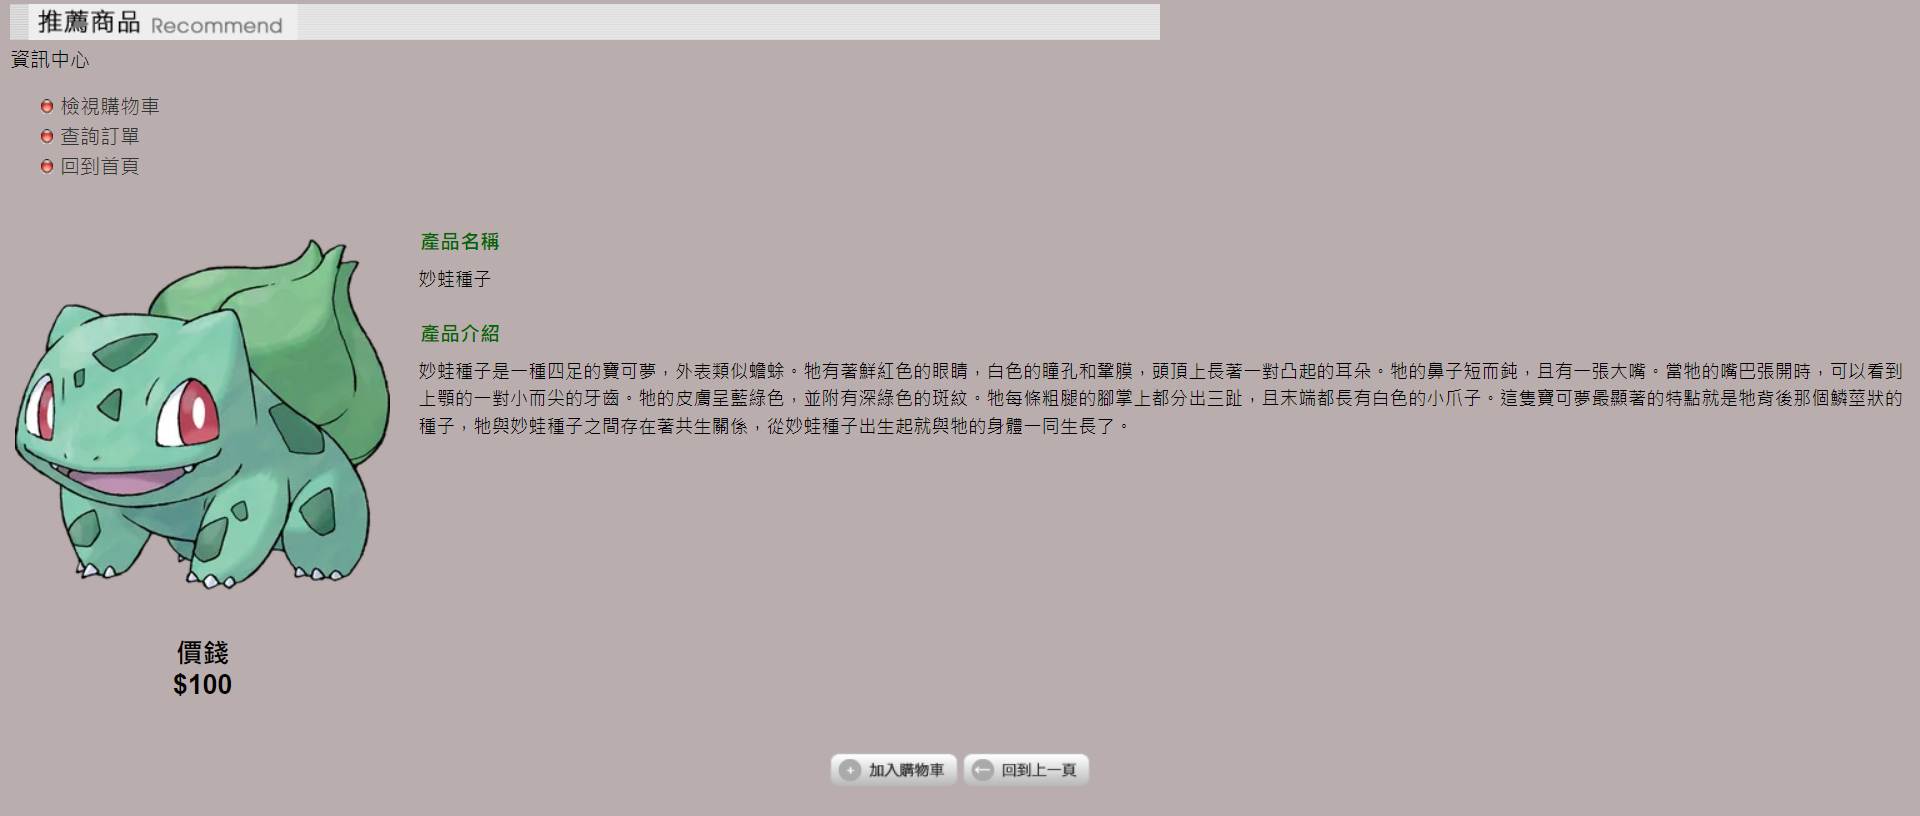 推薦商品 Recommend
資訊中心
檢視購物車
查詢訂單
回到首頁
產品名稱
妙蛙種子
產品介紹
妙蛙種子是一種四足的寶可夢，外表類似蟾蜍。牠有著鮮紅色的眼睛，白色的瞳孔和鞏膜，頭頂上長著一對凸起的耳朵。牠的鼻子短而鈍，且有一張大嘴。當牠的嘴巴張開時，可以看到
上顎的一對小而尖的牙齒。牠的皮膚呈藍綠色，並附有深綠色的斑紋。牠每條粗腿的腳掌上都分出三趾，且末端都長有白色的小爪子。這隻寶可夢最顯著的特點就是牠背後那個鱗莖狀的
種子，牠與妙蛙種子之間存在著共生關係，從妙蛙種子出生起就與牠的身體一同生長了。
價錢
$100
加入購物車 回到上一頁